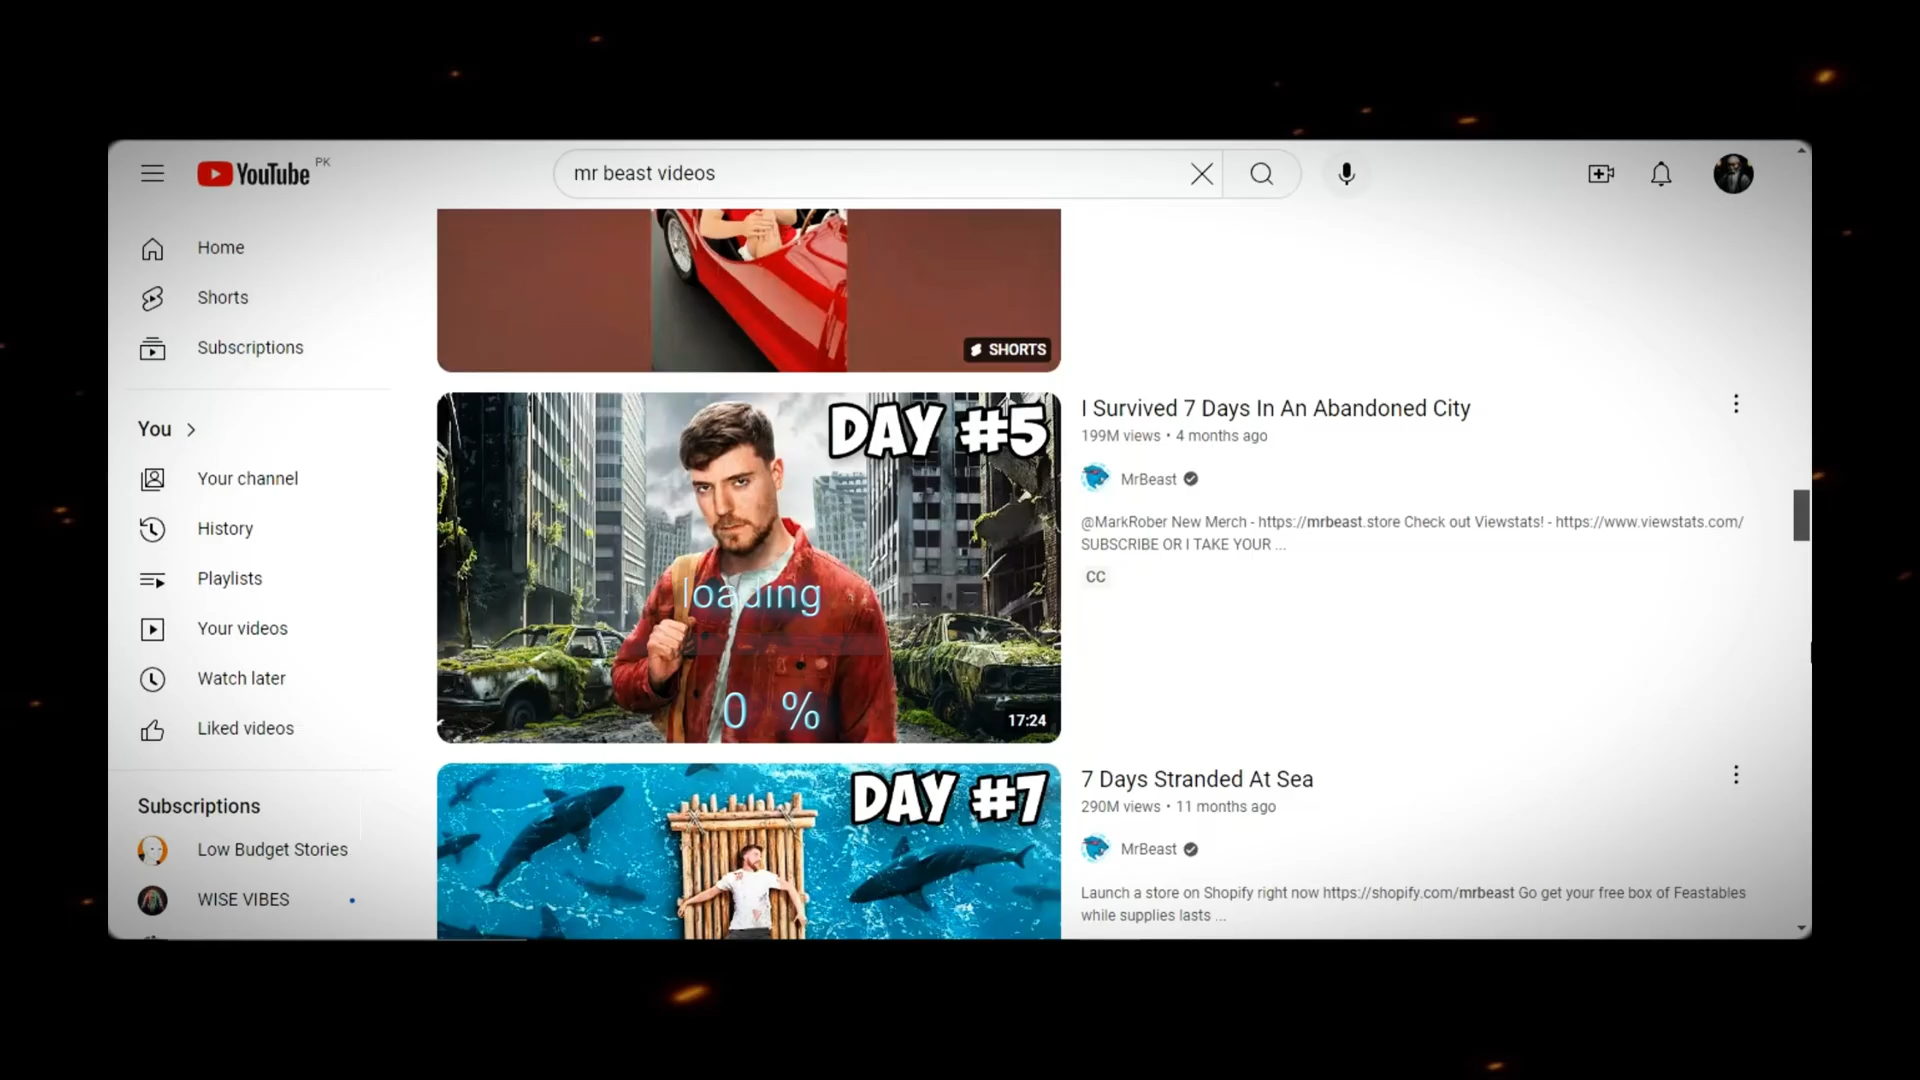 YouTube PK
mr beast videos
Home
Shorts
Subscriptions
You
Your channel
History
Playlists
Your videos
Watch later
Liked videos
Subscriptions
Low Budget Stories
WISE VIBES
SHORTS
DAY #5
loading
0 %
17:24
I Survived 7 Days In An Abandoned City
199M views • 4 months ago
MrBeast
@MarkRober New Merch - https://mrbeast.store Check out Viewstats! - https://www.viewstats.com/
SUBSCRIBE OR I TAKE YOUR ...
CC
DAY #7
7 Days Stranded At Sea
290M views • 11 months ago
MrBeast
Launch a store on Shopify right now https://shopify.com/mrbeast Go get your free box of Feastables
while supplies lasts ...